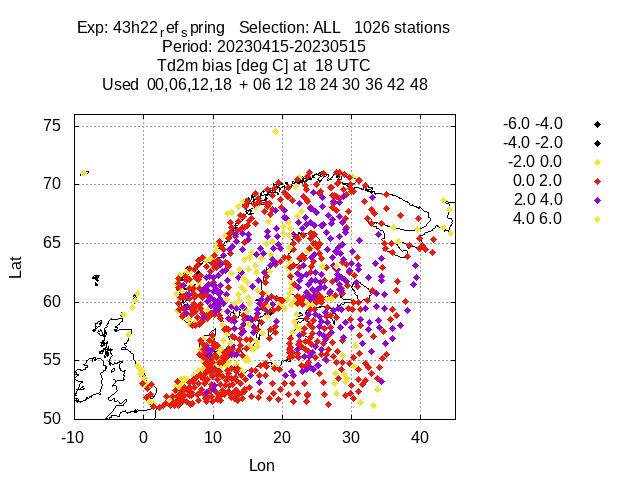 Exp: 43h22refspring Selection: ALL 1026 stations
Period: 20230415-20230515
Td2m bias [deg C] at 18 UTC
Used 00,06,12,18 + 06 12 18 24 30 36 42 48
-6.0 -4.0
-4.0 -2.0
-2.0 0.0
0.0 2.0
2.0 4.0
4.0 6.0
75
70
65
60
55
50
Lat
-10 0 10 20 30 40
Lon